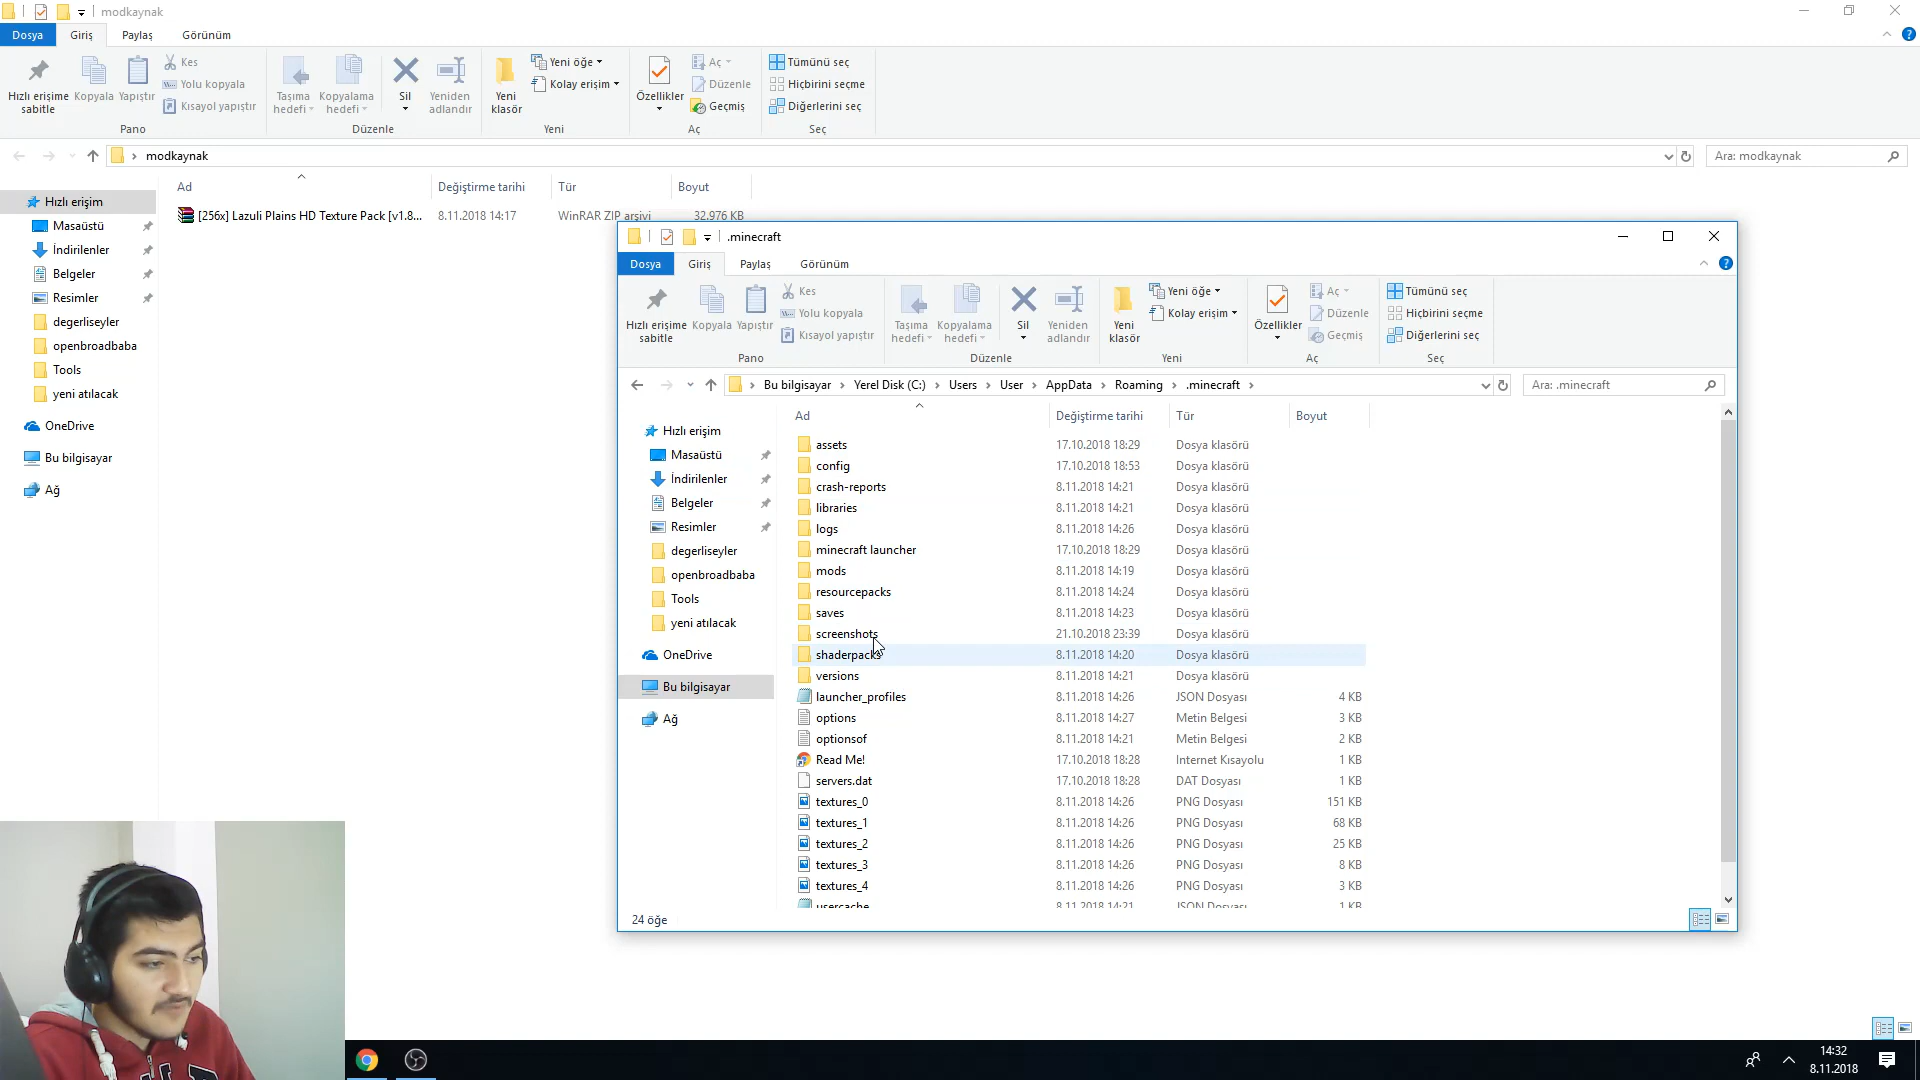 modkaynak
Dosya Giriş Paylaş Görünüm
Hızlı erişime sabitle
Kopyala
Yapıştır
Kes
Yolu kopyala
Kısayol yapıştır
Pano
Taşıma hedefi
Kopyalama hedefi
Sil
Yeniden adlandır
Düzenle
Yeni klasör
Yeni öğe
Kolay erişim
Yeni
Özellikler
Aç
Düzenle
Geçmiş
Aç
Tümünü seç
Hiçbirini seçme
Diğerlerini seç
Seç
modkaynak
Ara: modkaynak
Ad Değiştirme tarihi Tür Boyut
[256x] Lazuli Plains HD Texture Pack [v1.8... 8.11.2018 14:17 WinRAR ZIP arşivi 32.976 KB
Hızlı erişim
Masaüstü
İndirilenler
Belgeler
Resimler
degerliseyler
openbroadbaba
Tools
yeni atılacak
OneDrive
Bu bilgisayar
Ağ
.minecraft
Dosya Giriş Paylaş Görünüm
Hızlı erişime sabitle
Kopyala
Yapıştır
Kes
Yolu kopyala
Kısayol yapıştır
Pano
Taşıma hedefi
Kopyalama hedefi
Sil
Yeniden adlandır
Düzenle
Yeni klasör
Yeni öğe
Kolay erişim
Yeni
Özellikler
Aç
Düzenle
Geçmiş
Aç
Tümünü seç
Hiçbirini seçme
Diğerlerini seç
Seç
Bu bilgisayar Yerel Disk (C:) Users User AppData Roaming .minecraft
Ara: .minecraft
Hızlı erişim
Masaüstü
İndirilenler
Belgeler
Resimler
degerliseyler
openbroadbaba
Tools
yeni atılacak
OneDrive
Bu bilgisayar
Ağ
Ad Değiştirme tarihi Tür Boyut
assets 17.10.2018 18:29 Dosya klasörü
config 17.10.2018 18:53 Dosya klasörü
crash-reports 8.11.2018 14:21 Dosya klasörü
libraries 8.11.2018 14:21 Dosya klasörü
logs 8.11.2018 14:26 Dosya klasörü
minecraft launcher 17.10.2018 18:29 Dosya klasörü
mods 8.11.2018 14:19 Dosya klasörü
resourcepacks 8.11.2018 14:24 Dosya klasörü
saves 8.11.2018 14:23 Dosya klasörü
screenshots 21.10.2018 23:39 Dosya klasörü
shaderpacks 8.11.2018 14:20 Dosya klasörü
versions 8.11.2018 14:21 Dosya klasörü
launcher_profiles 8.11.2018 14:26 JSON Dosyası 4 KB
options 8.11.2018 14:27 Metin Belgesi 3 KB
optionsof 8.11.2018 14:21 Metin Belgesi 2 KB
Read Me! 17.10.2018 18:28 Internet Kısayolu 1 KB
servers.dat 17.10.2018 18:28 DAT Dosyası 1 KB
textures_0 8.11.2018 14:26 PNG Dosyası 151 KB
textures_1 8.11.2018 14:26 PNG Dosyası 68 KB
textures_2 8.11.2018 14:26 PNG Dosyası 25 KB
textures_3 8.11.2018 14:26 PNG Dosyası 8 KB
textures_4 8.11.2018 14:26 PNG Dosyası 3 KB
usercache 8.11.2018 14:21 JSON Dosyası 1 KB
24 öğe
14:32
8.11.2018